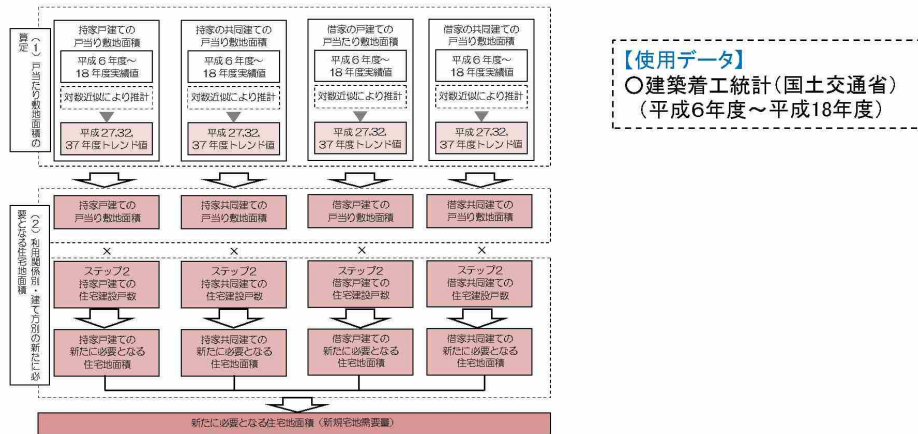 （１）戸当たり敷地面積の
算定
持家戸建ての
戸当り敷地面積
平成６年度～
18年度実績値
対数近似により推計
平成27.32,
37年度トレンド値
持家の共同建ての
戸当り敷地面積
平成６年度～
18年度実績値
対数近似により推計
平成27.32,
37年度トレンド値
借家の戸建ての
戸当たり敷地面積
平成６年度～
18年度実績値
対数近似により推計
平成27.32,
37年度トレンド値
借家の共同建ての
戸当り敷地面積
平成６年度～
18年度実績値
対数近似により推計
平成27.32,
37年度トレンド値
【使用データ】
○建築着工統計（国土交通省）
（平成６年度～平成18年度）
（２）利用関係別・建て方別の新たに必
要となる住宅地面積
持家戸建ての
戸当り敷地面積
持家共同建ての
戸当り敷地面積
借家戸建ての
戸当り敷地面積
借家共同建ての
戸当り敷地面積
× × × ×
ステップ２
持家戸建ての
住宅建設戸数
ステップ２
持家共同建ての
住宅建設戸数
ステップ２
借家戸建ての
住宅建設戸数
ステップ２
借家共同建ての
住宅建設戸数
持家戸建ての
新たに必要となる
住宅地面積
持家共同建ての
新たに必要となる
住宅地面積
借家戸建ての
新たに必要となる
住宅地面積
借家共同建ての
新たに必要となる
住宅地面積
新たに必要となる住宅地面積（新規宅地需要量）